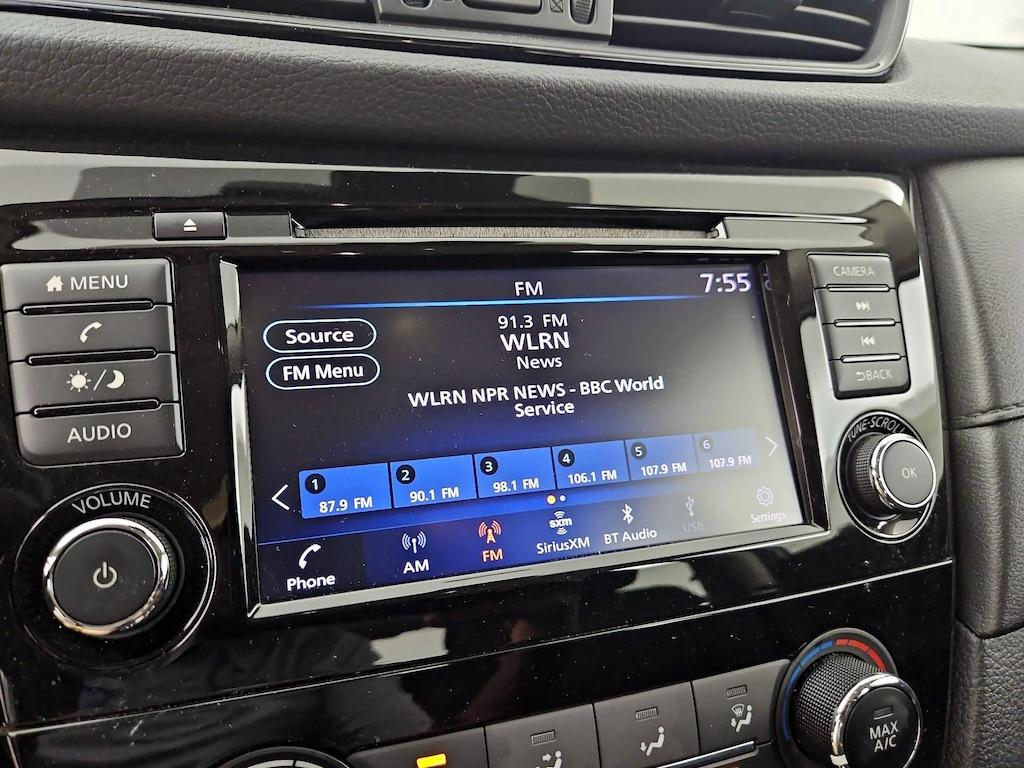 MENU
AUDIO
VOLUME
FM
7:55
Source
FM Menu
91.3 FM
WLRN
News
WLRN NPR NEWS - BBC World
Service
1
87.9 FM
2
90.1 FM
3
98.1 FM
4
106.1 FM
5
107.9 FM
6
107.9 FM
Phone
AM
FM
sxm
SiriusXM
BT Audio
USB
Settings
CAMERA
BACK
TUNE·SCROLL
OK
MAX
A/C